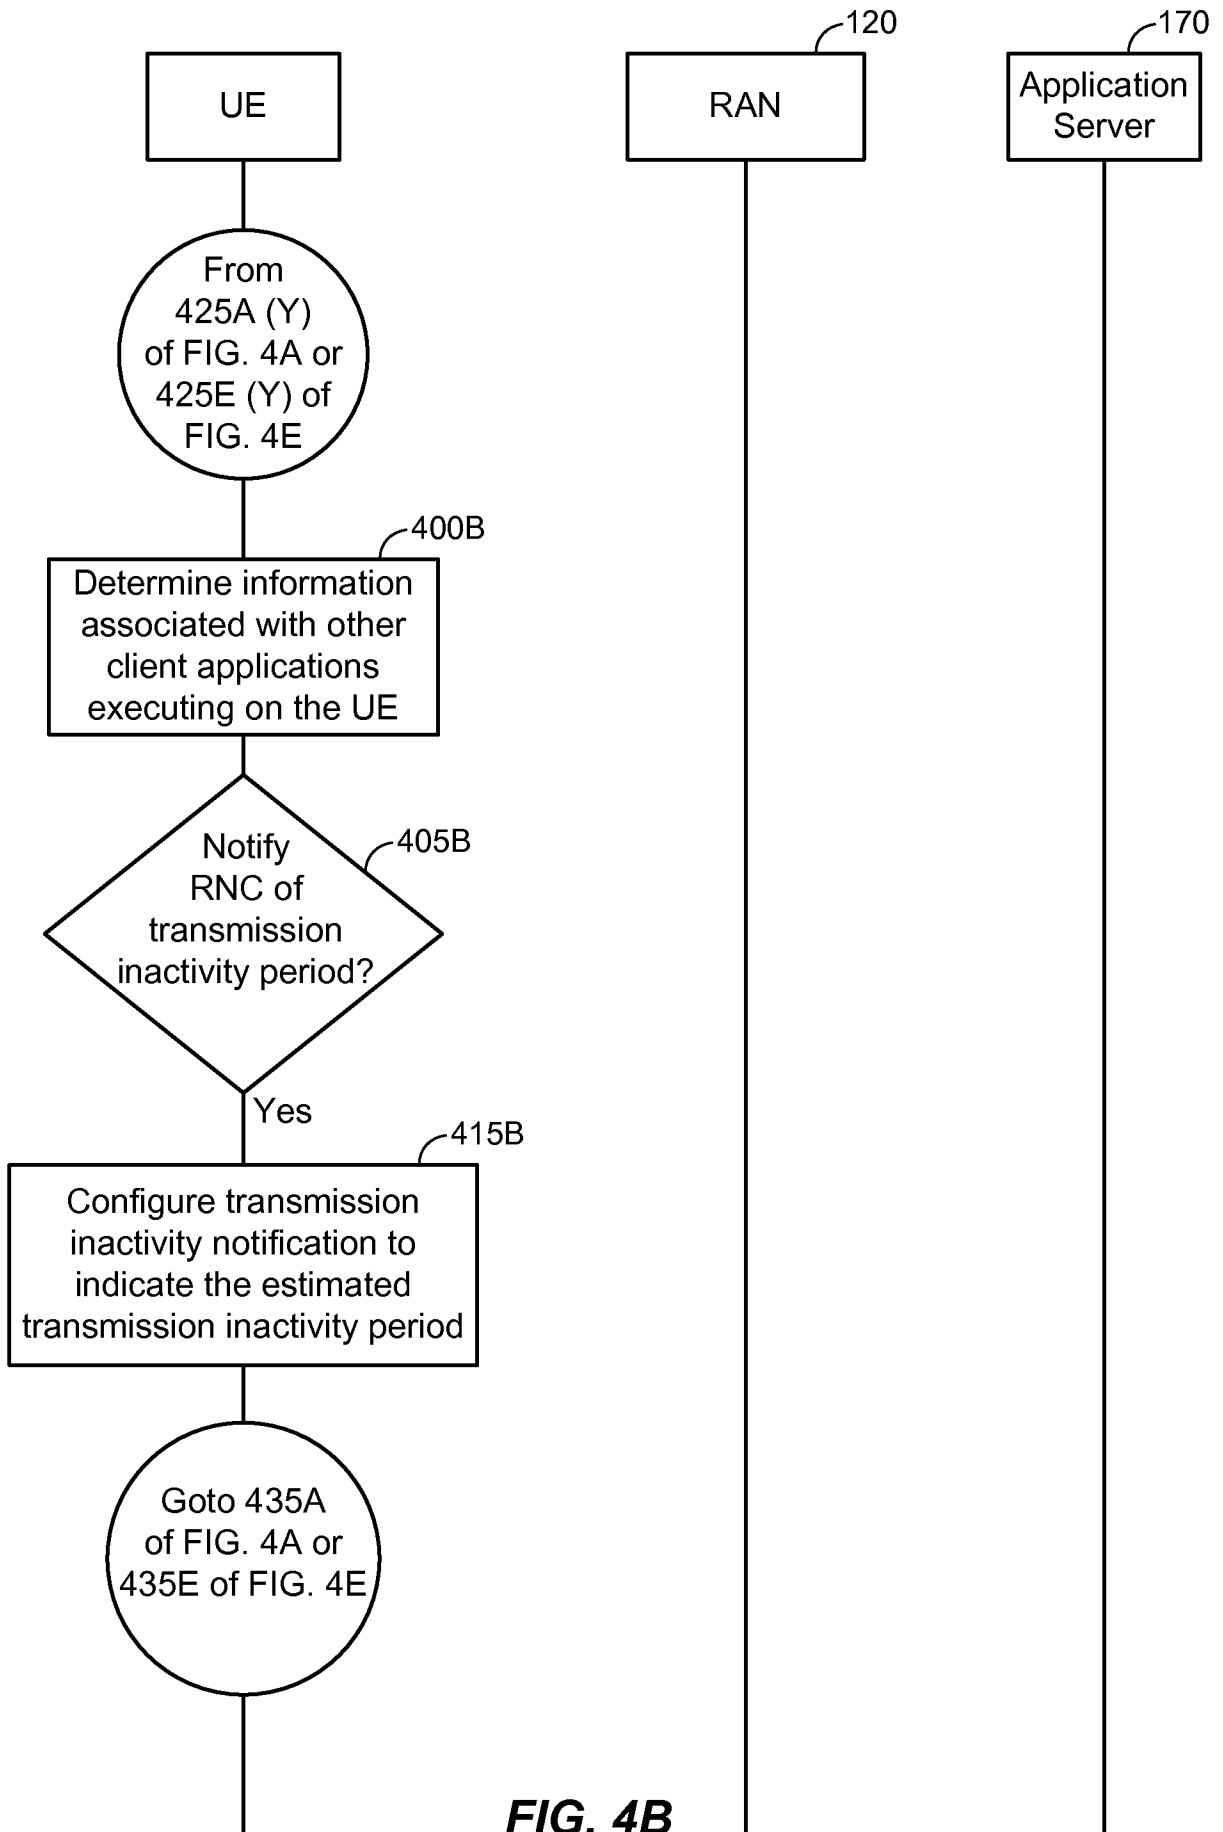 120
170
UE
RAN
Application
Server
From
425A (Y)
of FIG. 4A or
425E (Y) of
FIG. 4E
400B
Determine information
associated with other
client applications
executing on the UE
405B
Notify
RNC of
transmission
inactivity period?
Yes
415B
Configure transmission
inactivity notification to
indicate the estimated
transmission inactivity period
Goto 435A
of FIG. 4A or
435E of FIG. 4E
FIG. 4B